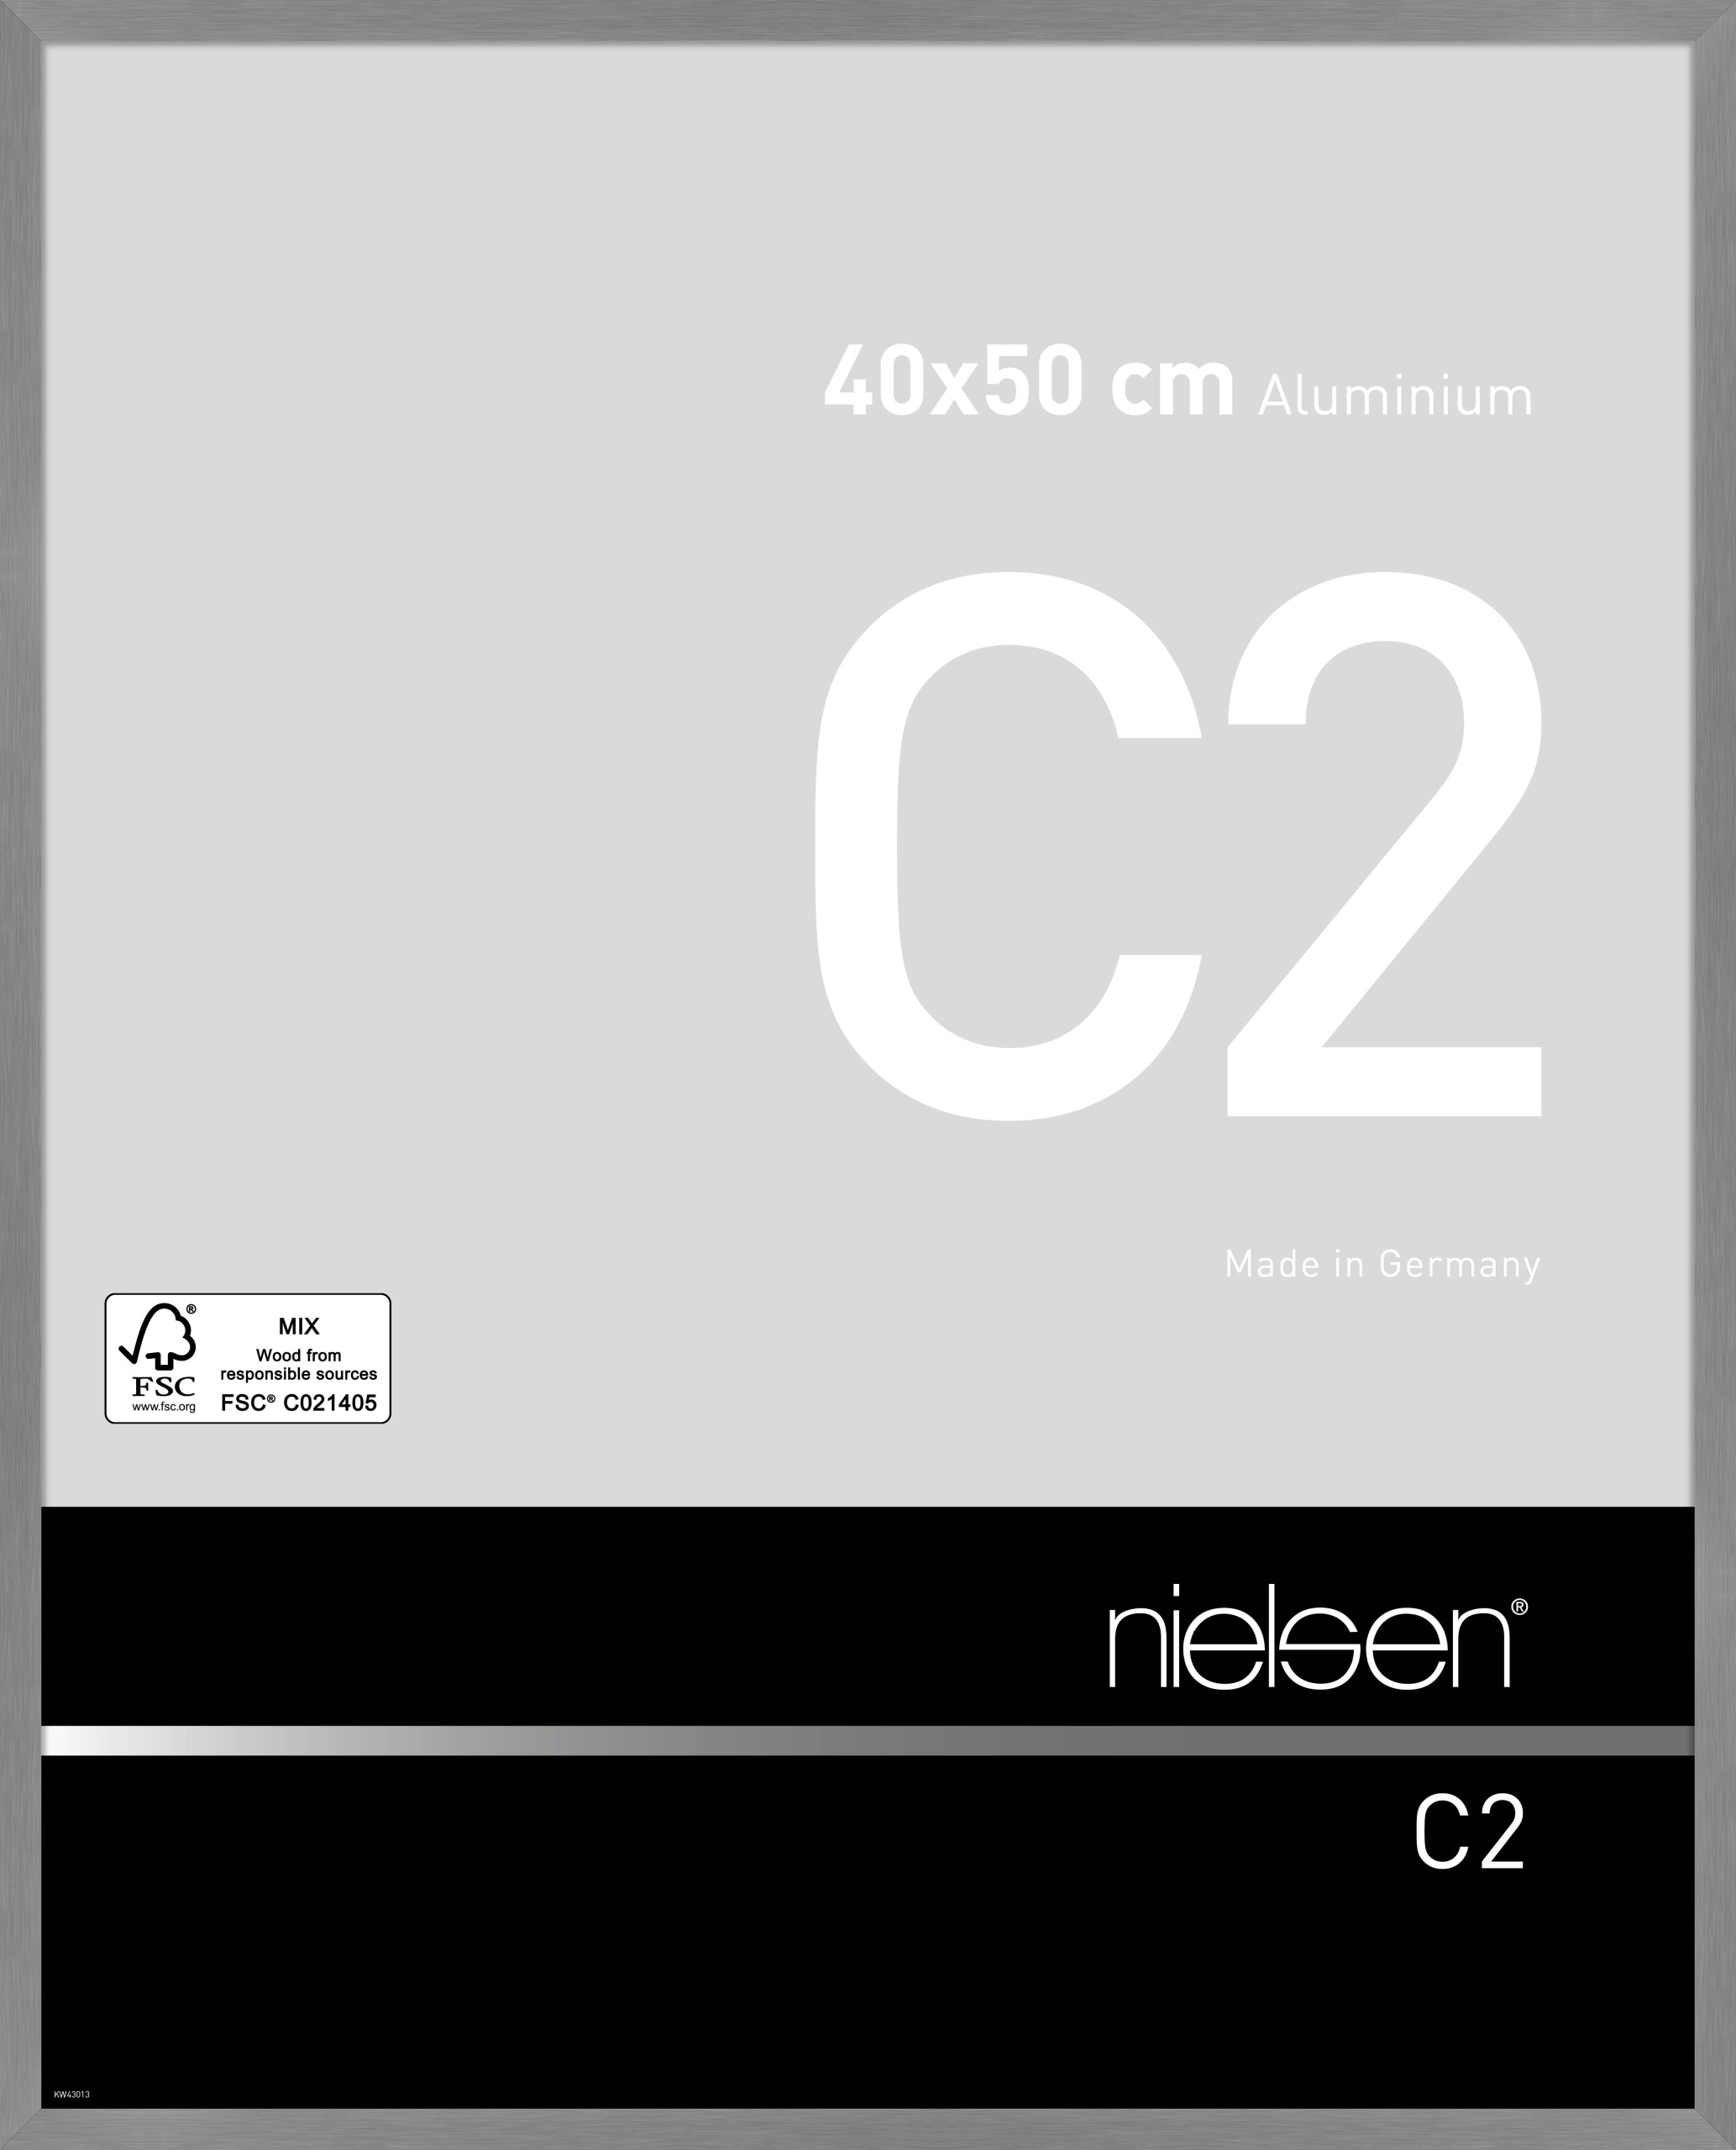 40x50 cm Aluminium
C2
Made in Germany
®
MIX
Wood from
responsible sources
FSC® C021405
FSC
www.fsc.org
nielsen®
C2
KW43013